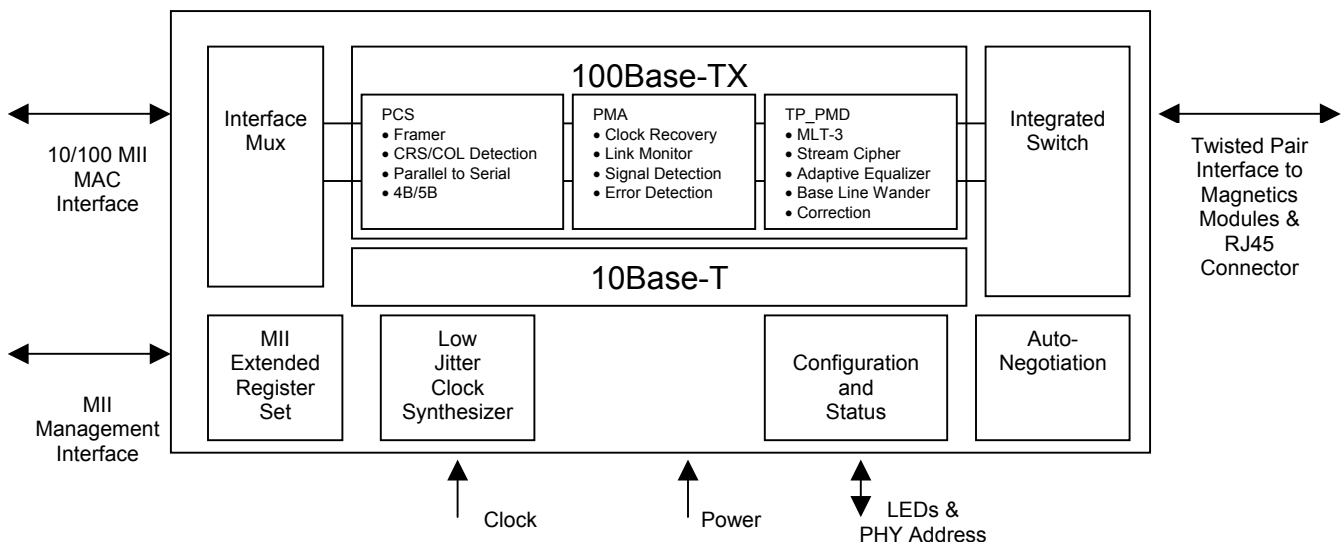 100Base-TX
Interface
Mux
PCS
• Framer
• CRS/COL Detection
• Parallel to Serial
• 4B/5B
PMA
• Clock Recovery
• Link Monitor
• Signal Detection
• Error Detection
TP_PMD
• MLT-3
• Stream Cipher
• Adaptive Equalizer
• Base Line Wander
• Correction
Integrated
Switch
10/100 MII
MAC
Interface
Twisted Pair
Interface to
Magnetics
Modules &
RJ45
Connector
10Base-T
MII
Extended
Register
Set
Low
Jitter
Clock
Synthesizer
Configuration
and
Status
Auto-
Negotiation
MII
Management
Interface
Clock
Power
LEDs &
PHY Address